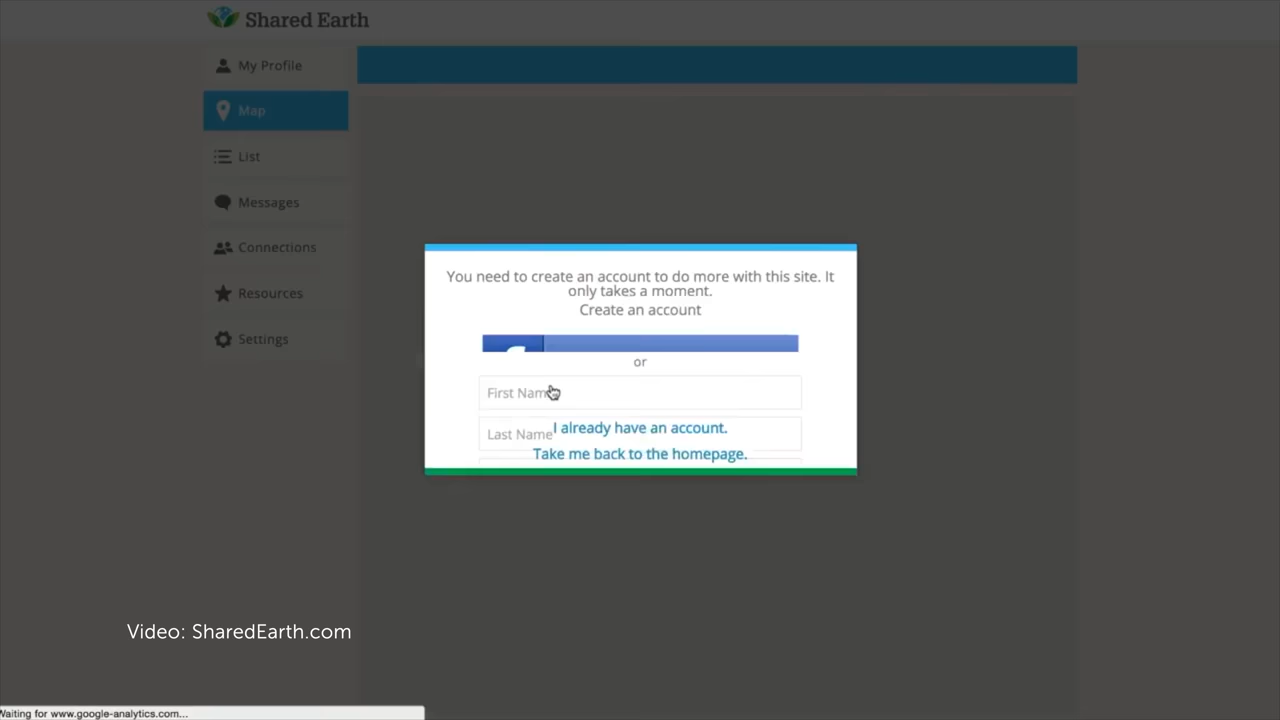 Shared Earth
My Profile
Map
List
Messages
Connections
Resources
Settings
You need to create an account to do more with this site. It
only takes a moment.
Create an account
or
First Nam
I already have an account.
Last Name
Take me back to the homepage.
Video: SharedEarth.com
Waiting for www.google-analytics.com...